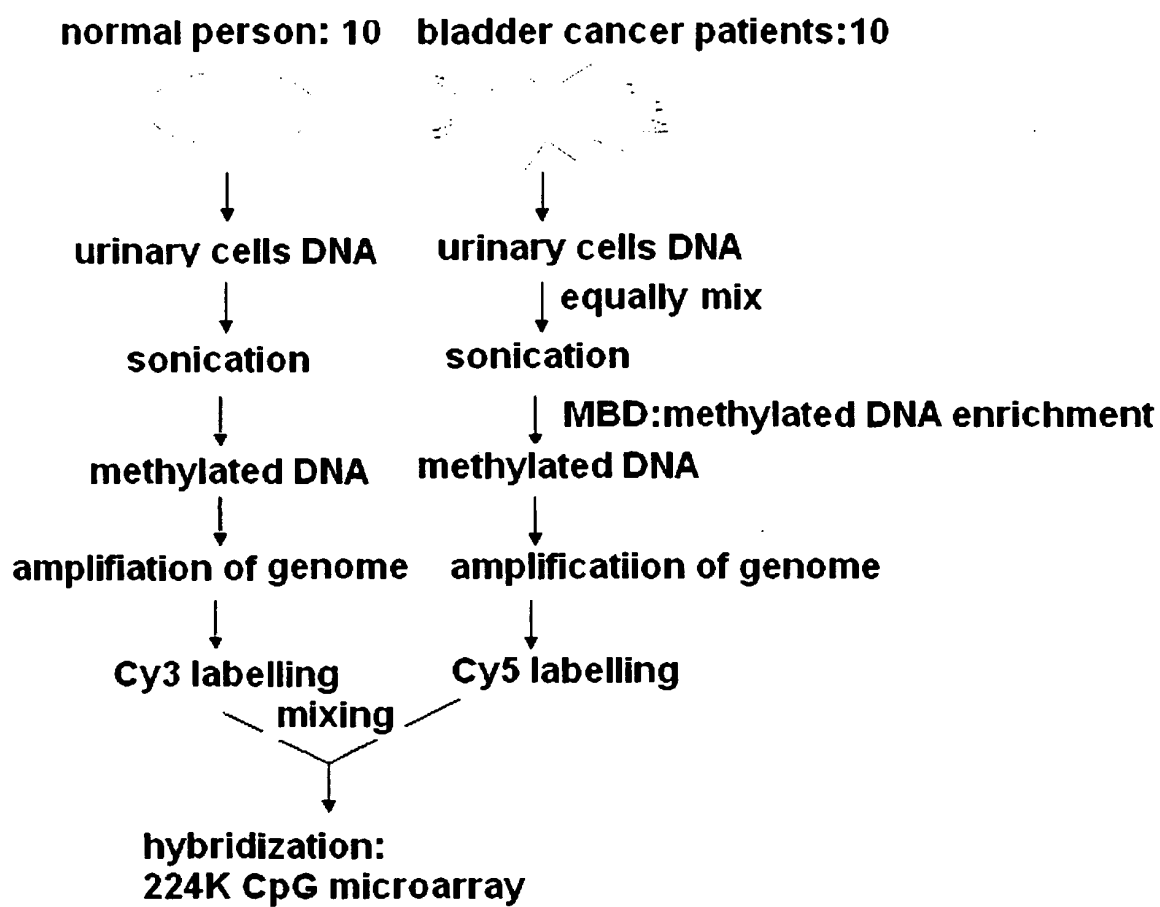 normal person: 10 bladder cancer patients:10
urinary cells DNA urinary cells DNA
equally mix
sonication sonication
MBD:methylated DNA enrichment
methylated DNA methylated DNA
amplifiation of genome amplificatiion of genome
Cy3 labelling Cy5 labelling
mixing
hybridization:
224K CpG microarray